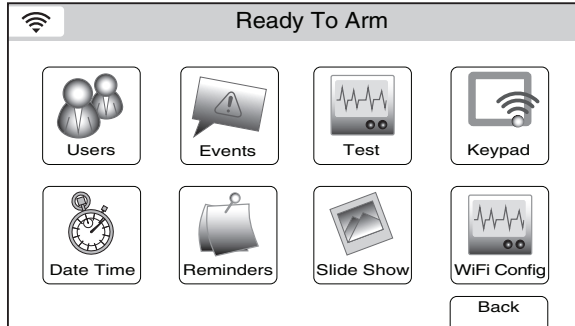 Ready To Arm
Users
Events
Test
Keypad
Date Time
Reminders
Slide Show
WiFi Config
Back